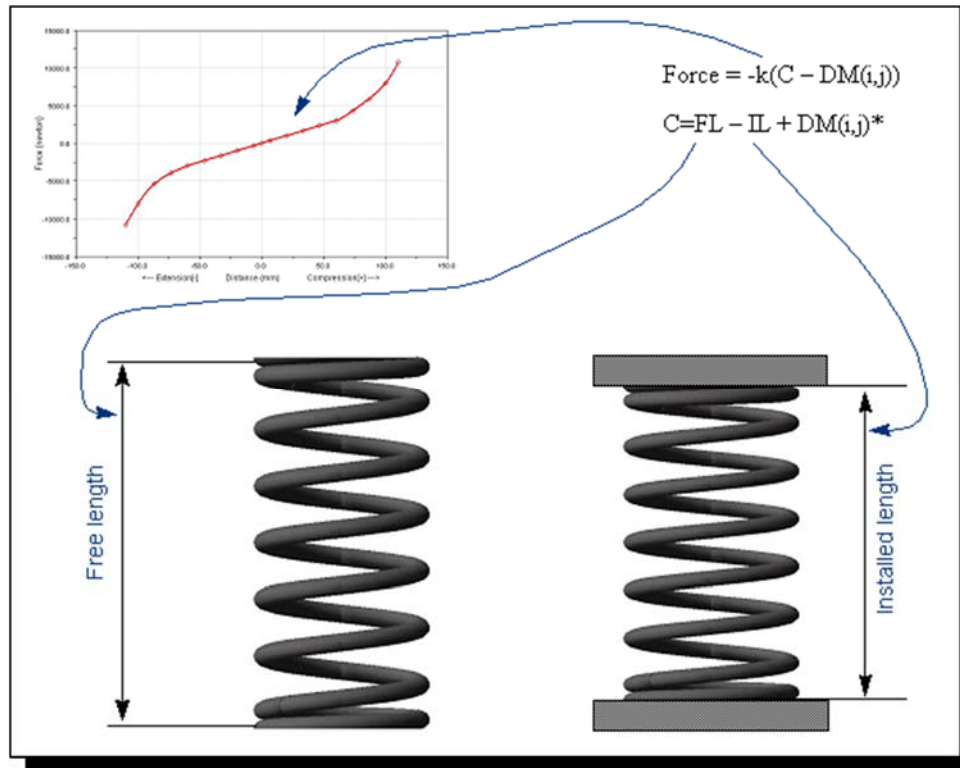 Force = -k(C – DM(i,j))
C=FL – IL + DM(i,j)*
15000.0
10000.0
5000.0
0.0
-5000.0
-10000.0
-15000.0
Force (newton)
-150.0 -100.0 -50.0 0.0 50.0 100.0 150.0
<--- Extension(-) Distance (mm) Compression(+) --->
Free length
Installed length